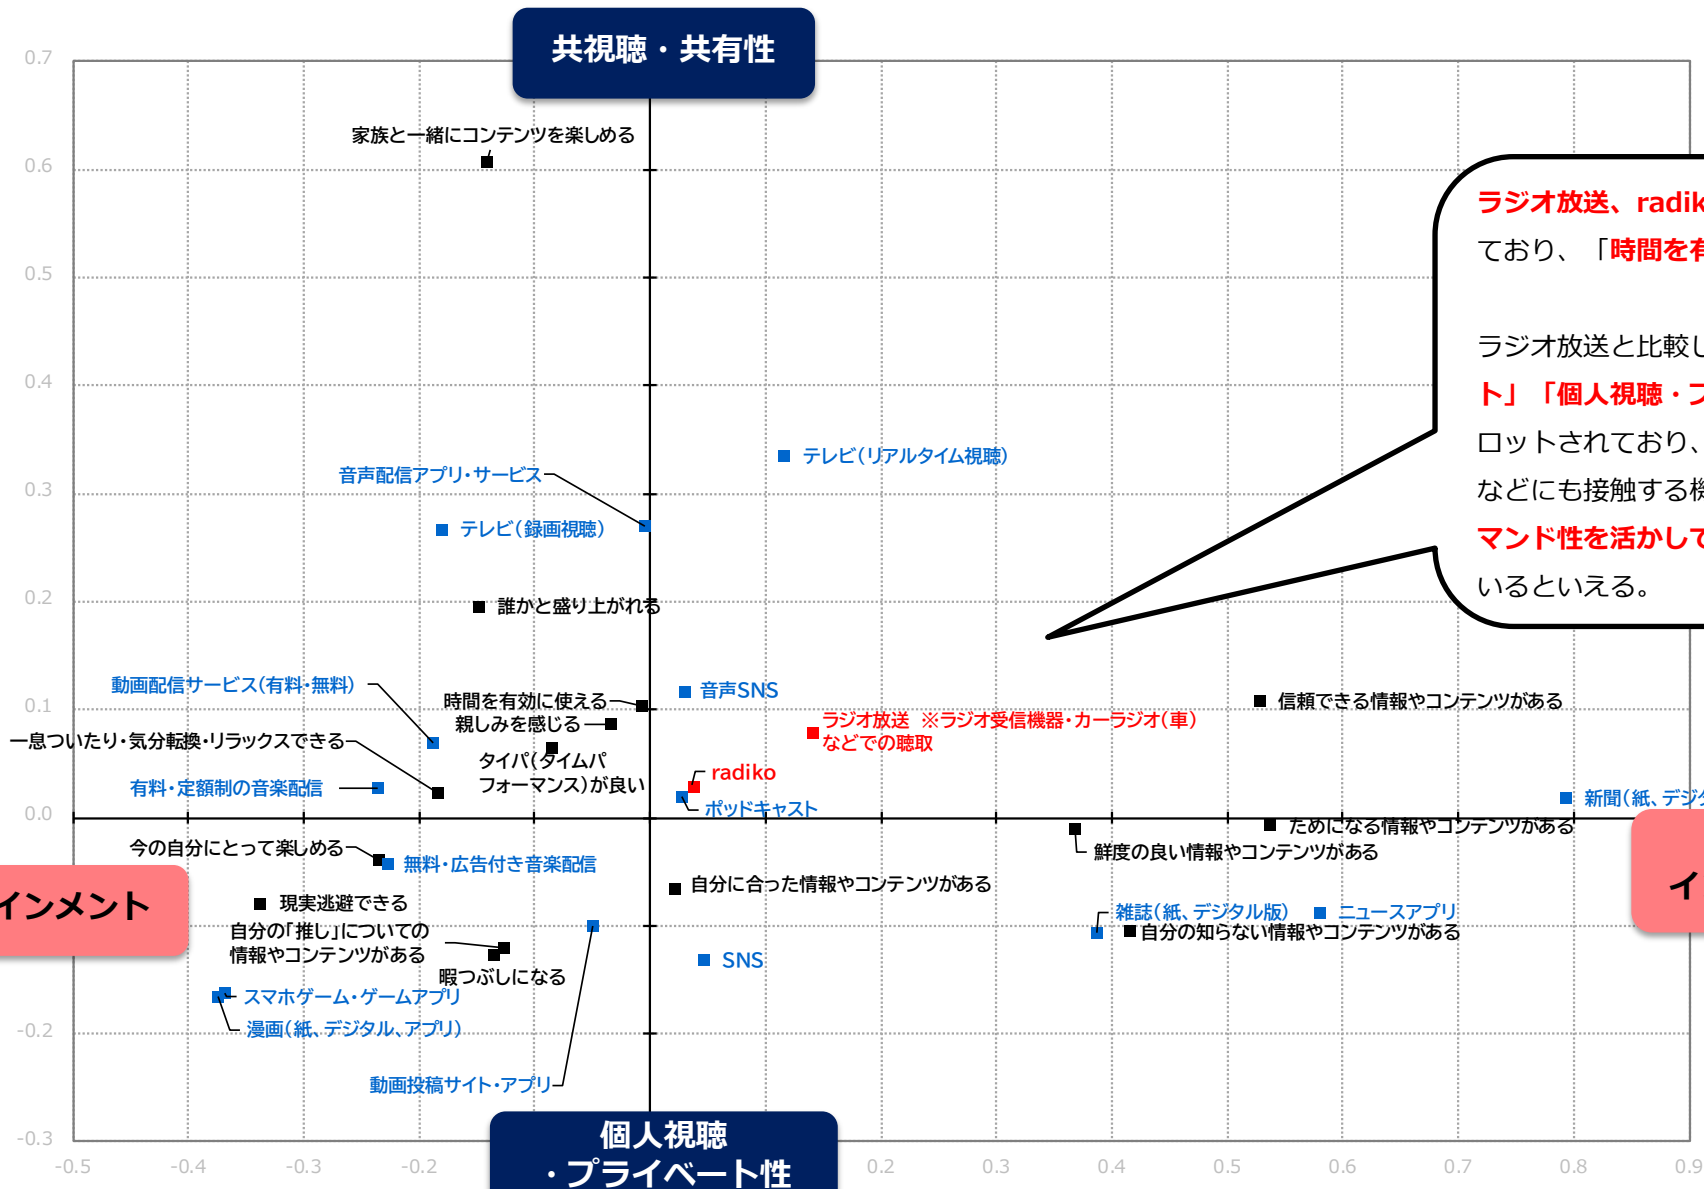 共視聴・共有性
0.7
家族と一緒にコンテンツを楽しめる
0.6
ラジオ放送、radik
ており、「時間を有
0.5
ラジオ放送と比較し
0.4
ト」「個人視聴・プ
ロットされており、
テレビ(リアルタイム視聴)
音声配信アプリ・サービス
0.3
などにも接触する機
テレビ(録画視聴)
マンド性を活かして
いるといえる。
0.2
誰かと盛り上がれる
動画配信サービス(有料・無料)
音声SNS
時間を有効に使える
信頼できる情報やコンテンツがある
0.1
親しみを感じる
ラジオ放送 ※ラジオ受信機器・カーラジオ(車)
などでの聴取
一息ついたり・気分転換・リラックスできる
タイパ(タイムパ
フォーマンス)が良い
radiko
有料・定額制の音楽配信
ポッドキャスト
新聞(紙、デジタ
0.0
ためになる情報やコンテンツがある
今の自分にとって楽しめる
鮮度の良い情報やコンテンツがある
無料・広告付き音楽配信
自分に合った情報やコンテンツがある
インメント
イ
現実逃避できる
雑誌(紙、デジタル版)
ニュースアプリ
自分の「推し」についての
情報やコンテンツがある
自分の知らない情報やコンテンツがある
SNS
暇つぶしになる
スマホゲーム・ゲームアプリ
漫画(紙、デジタル、アプリ)
-0.2
動画投稿サイト・アプリ
個人視聴
・プライベート性
-0.3
-0.5
-0.4
-0.3
-0.2
0.2
0.3
0.4
0.5
0.6
0.7
0.8
0.9